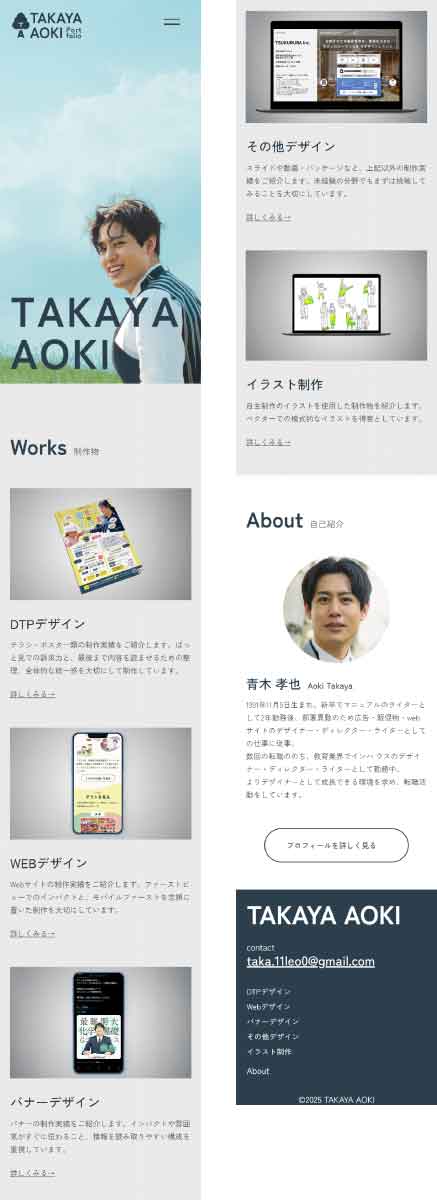 TAKAYA
AOKI Port
folio
TAKAYA
AOKI
Works 制作物
DTPデザイン
チラシ・ポスター類の制作実績をご紹介します。ぱっ
と見での訴求力と、最後まで内容を読ませるための整
理、全体的な統一感を大切にして制作しています。
詳しくみる→
WEBデザイン
Webサイトの制作実績をご紹介します。ファーストビ
ューでのインパクトと、モバイルファーストを念頭に
置いた制作を大切にしています。
詳しくみる→
最難関大
化学
バナーデザイン
バナーの制作実績をご紹介します。インパクトや雰囲
気がすぐに伝わること、情報を読み取りやすい構成を
重視しています。
詳しくみる→
TSUKURUBA Inc.
その他デザイン
スライドや動画・パッケージなど、上記以外の制作実
績をご紹介します。未経験の分野でもまずは挑戦して
みることを大切にしています。
詳しくみる→
イラスト制作
自主制作のイラストを使用した制作物を紹介します。
ベクターでの模式的なイラストを得意としています。
詳しくみる→
About 自己紹介
青木 孝也 Aoki Takaya
1991年11月5日生まれ。新卒でマニュアルのライターと
して2年勤務後、部署異動のため広告・販促物・web
サイトのデザイナー・ディレクター・ライターとして
の仕事に従事。
数回の転職ののち、教育業界でインハウスのデザイ
ナー・ディレクター・ライターとして勤務中。
よりデザイナーとして成長できる環境を求め、転職活
動をしています。
プロフィールを詳しく見る
TAKAYA AOKI
contact
taka.11leo0@gmail.com
DTPデザイン
Webデザイン
バナーデザイン
その他デザイン
イラスト制作
About
©2025 TAKAYA AOKI